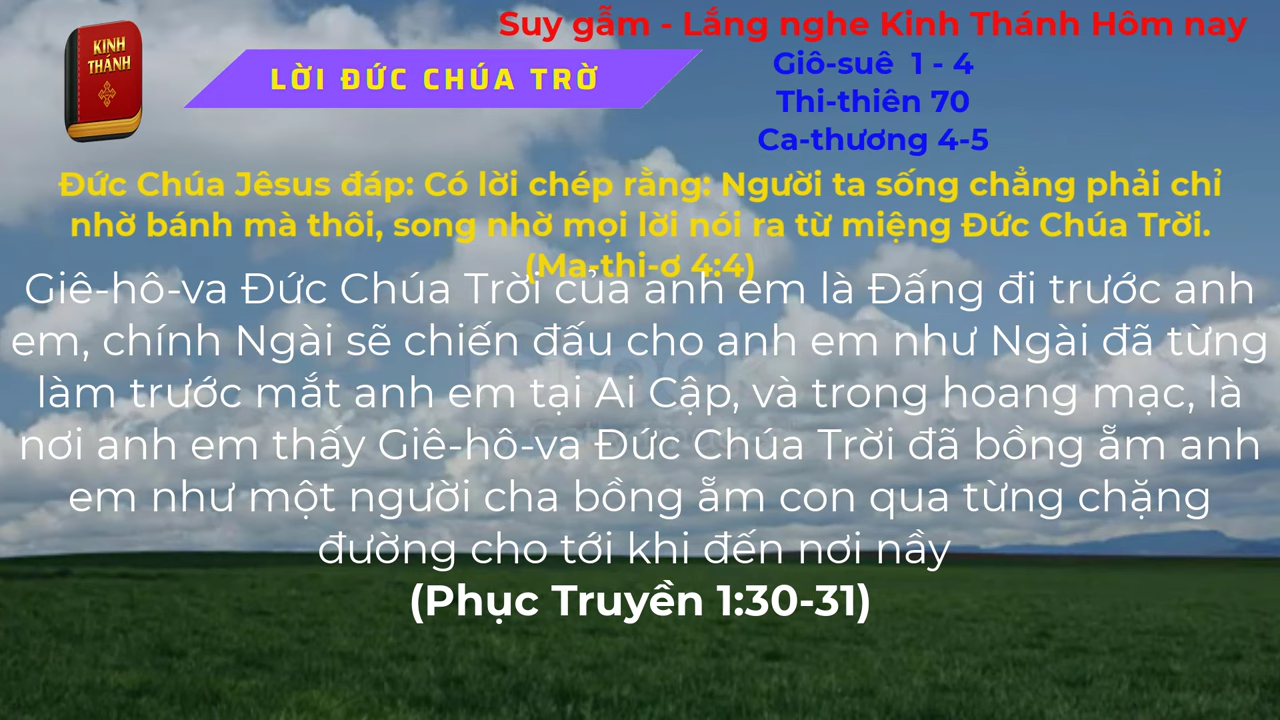 Suy gẫm - Lắng nghe Kinh Thánh Hôm nay
KINH
THÁNH
LỜI ĐỨC CHÚA TRỜ
Giô-suê 1 - 4
Thi-thiên 70
Ca-thương 4-5
Đức Chúa Jêsus đáp: Có lời chép rằng: Người ta sống chẳng phải chỉ
nhờ bánh mà thôi, song nhờ mọi lời nói ra từ miệng Đức Chúa Trời.
(Ma-thi-ơ 4:4)
Giê-hô-va Đức Chúa Trời của anh em là Đấng đi trước anh
em, chính Ngài sẽ chiến đấu cho anh em như Ngài đã từng
làm trước mắt anh em tại Ai Cập, và trong hoang mạc, là
nơi anh em thấy Giê-hô-va Đức Chúa Trời đã bồng ẵm anh
em như một người cha bồng ẵm con qua từng chặng
đường cho tới khi đến nơi nầy
(Phục Truyền 1:30-31)